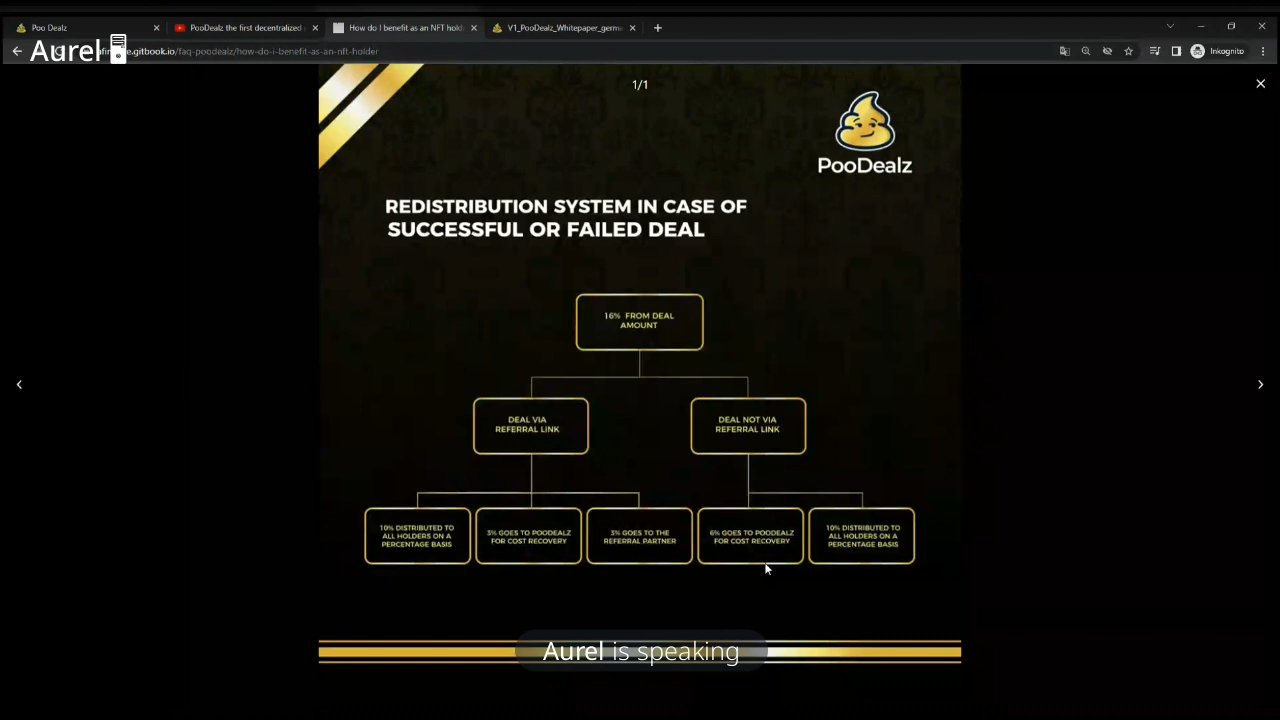 Poo Dealz
PooDealz the first decentralized
How do I benefit as an NFT hold
V1_PooDealz_Whitepaper_germ
Aurel
e.gitbook.io/faq-poodealz/how-do-i-benefit-as-an-nft-holder
Inkognito
1/1
PooDealz
REDISTRIBUTION SYSTEM IN CASE OF
SUCCESSFUL OR FAILED DEAL
16% FROM DEAL
AMOUNT
DEAL VIA
REFERRAL LINK
DEAL NOT VIA
REFERRAL LINK
10% DISTRIBUTED TO
ALL HOLDERS ON A
PERCENTAGE BASIS
3% GOES TO POODEALZ
FOR COST RECOVERY
3% GOES TO THE
REFERRAL PARTNER
6% GOES TO POODEALZ
FOR COST RECOVERY
10% DISTRIBUTED TO
ALL HOLDERS ON A
PERCENTAGE BASIS
Aurel is speaking